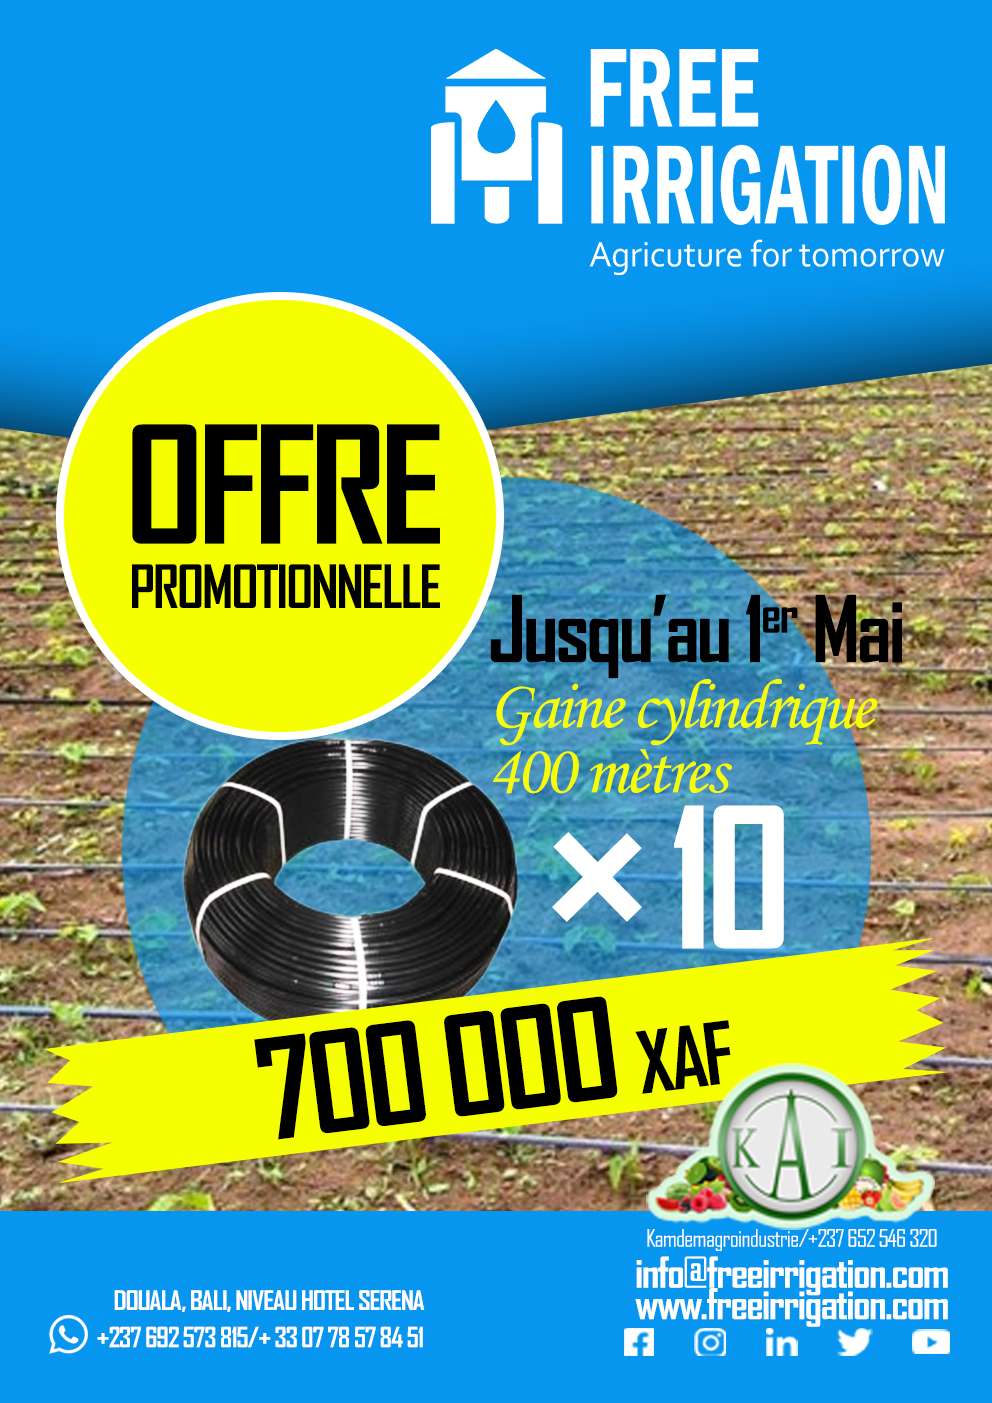 FREE
IRRIGATION
Agricuture for tomorrow
OFFRE
PROMOTIONNELLE
Jusqu'au 1er Mai
Gaine cylindrique
400 mètres
×10
700 000 XAF
KAI
Kamdemagroindustrie/+237 652 546 320
info@freeirrigation.com
www.freeirrigation.com
DOUALA, BALI, NIVEAU HOTEL SERENA
+237 692 573 815/+ 33 07 78 57 84 51